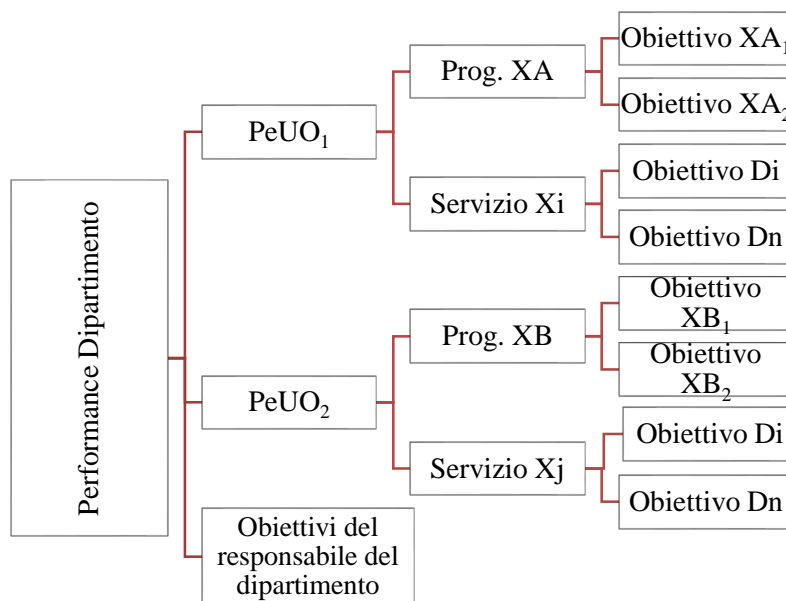 Performance Dipartimento
PeUO₁
Prog. XA
Obiettivo XA₁
Obiettivo XA₂
Servizio Xi
Obiettivo Di
Obiettivo Dn
PeUO₂
Prog. XB
Obiettivo
XB₁
Obiettivo
XB₂
Servizio Xj
Obiettivo Di
Obiettivo Dn
Obiettivi del
responsabile del
dipartimento